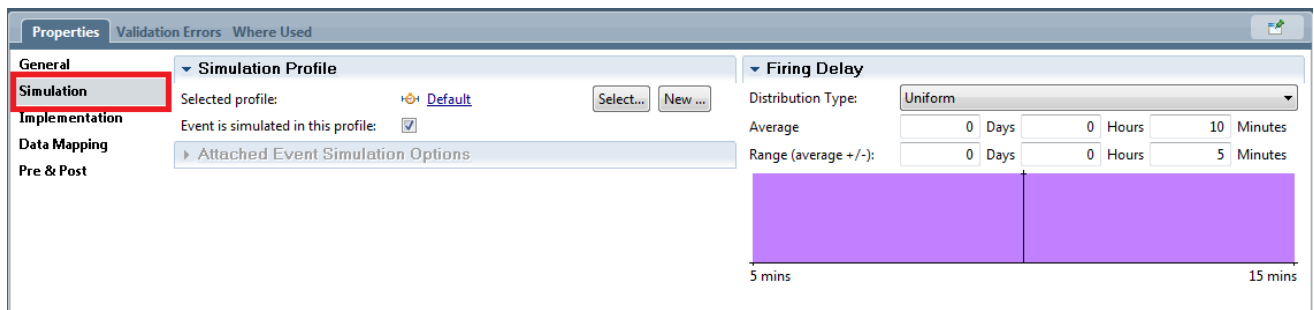 Properties Validation Errors Where Used
General
Simulation
Implementation
Data Mapping
Pre & Post
Simulation Profile
Selected profile: Default Select... New ...
Event is simulated in this profile:
Attached Event Simulation Options
Firing Delay
Distribution Type: Uniform
Average 0 Days 0 Hours 10 Minutes
Range (average +/-): 0 Days 0 Hours 5 Minutes
5 mins 15 mins